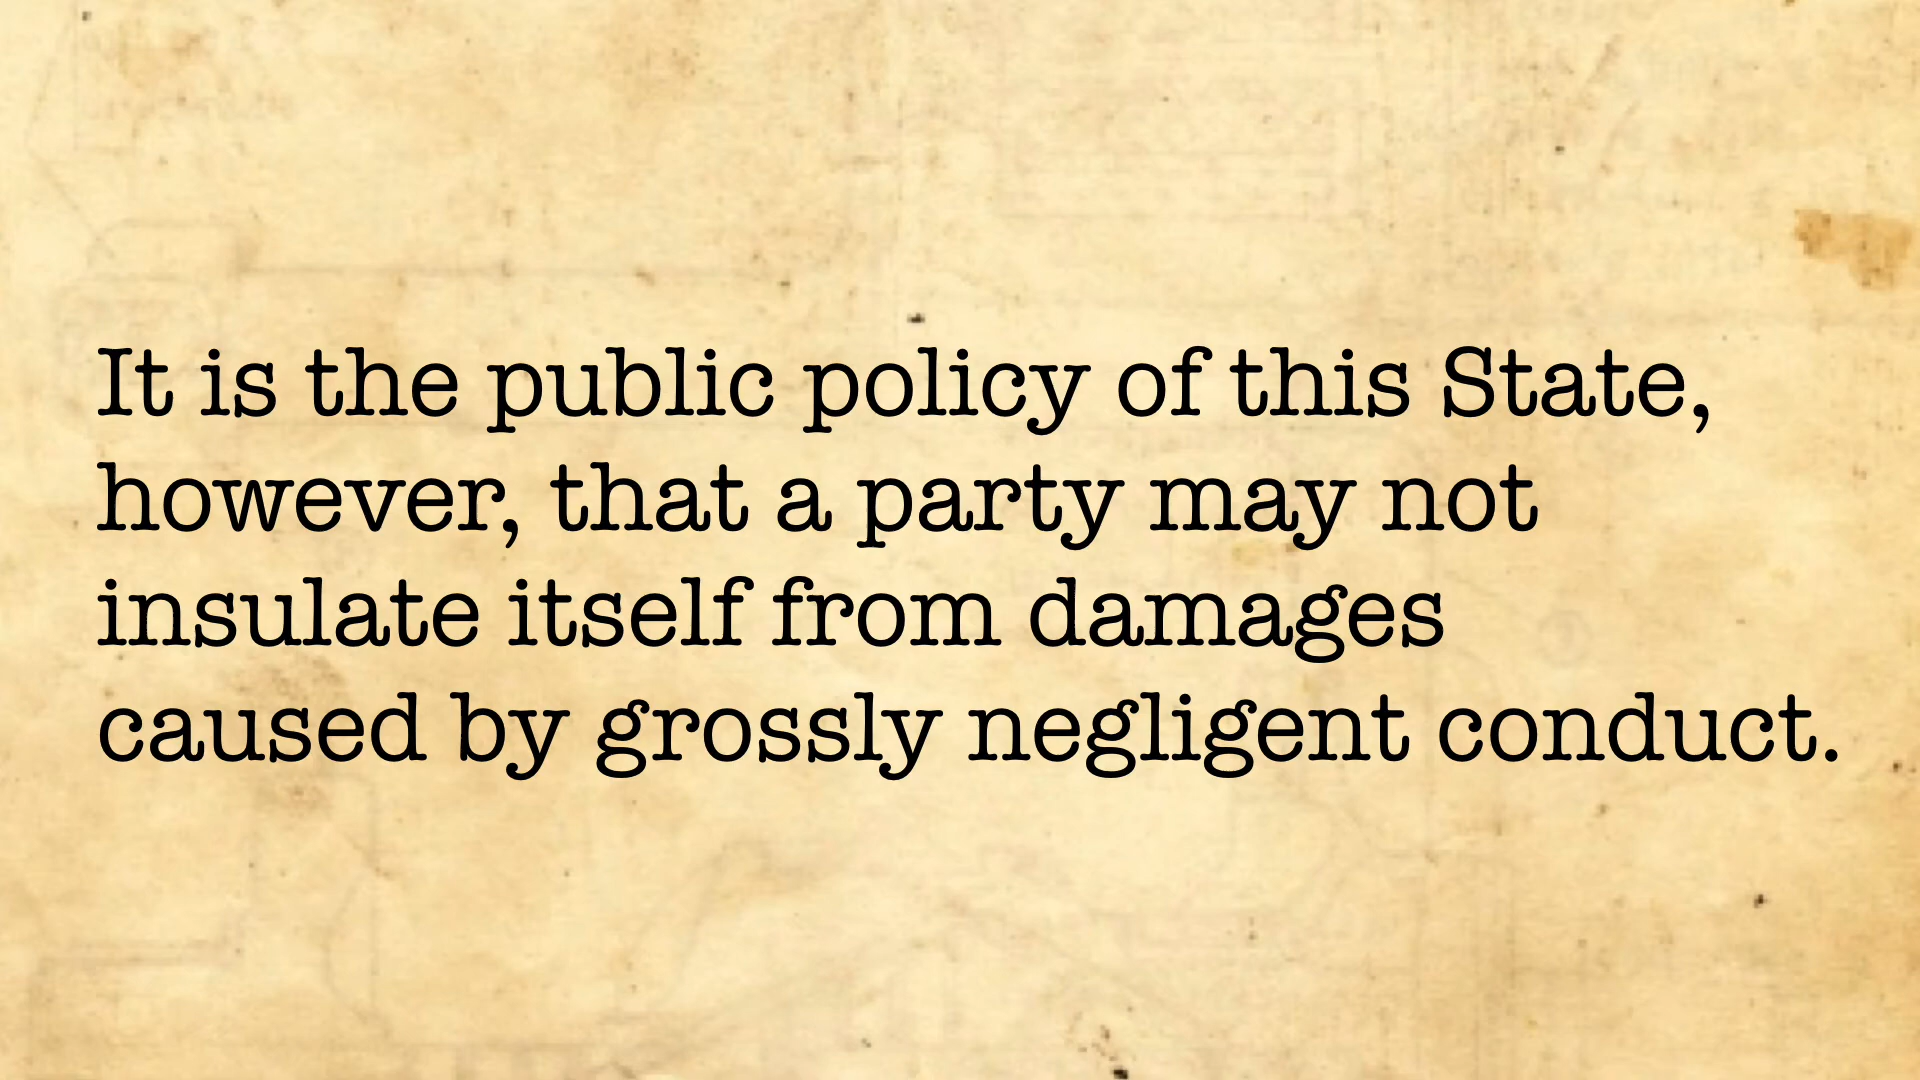 It is the public policy of this State,
however, that a party may not
insulate itself from damages
caused by grossly negligent conduct.